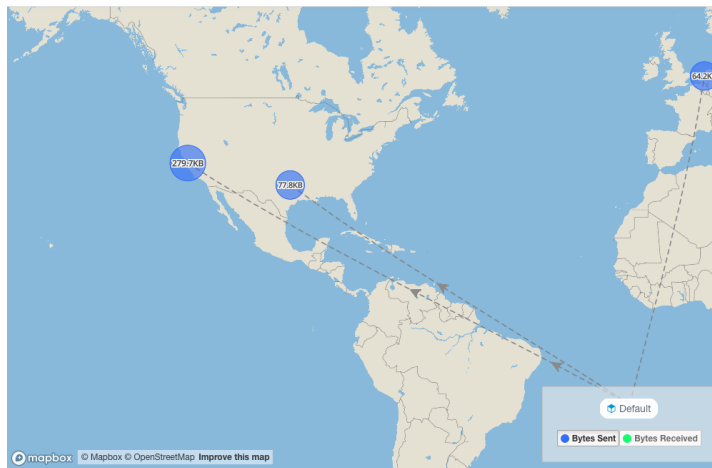 64.2K
279.7KB
77.8KB
Default
Bytes Sent Bytes Received
mapbox © Mapbox © OpenStreetMap Improve this map